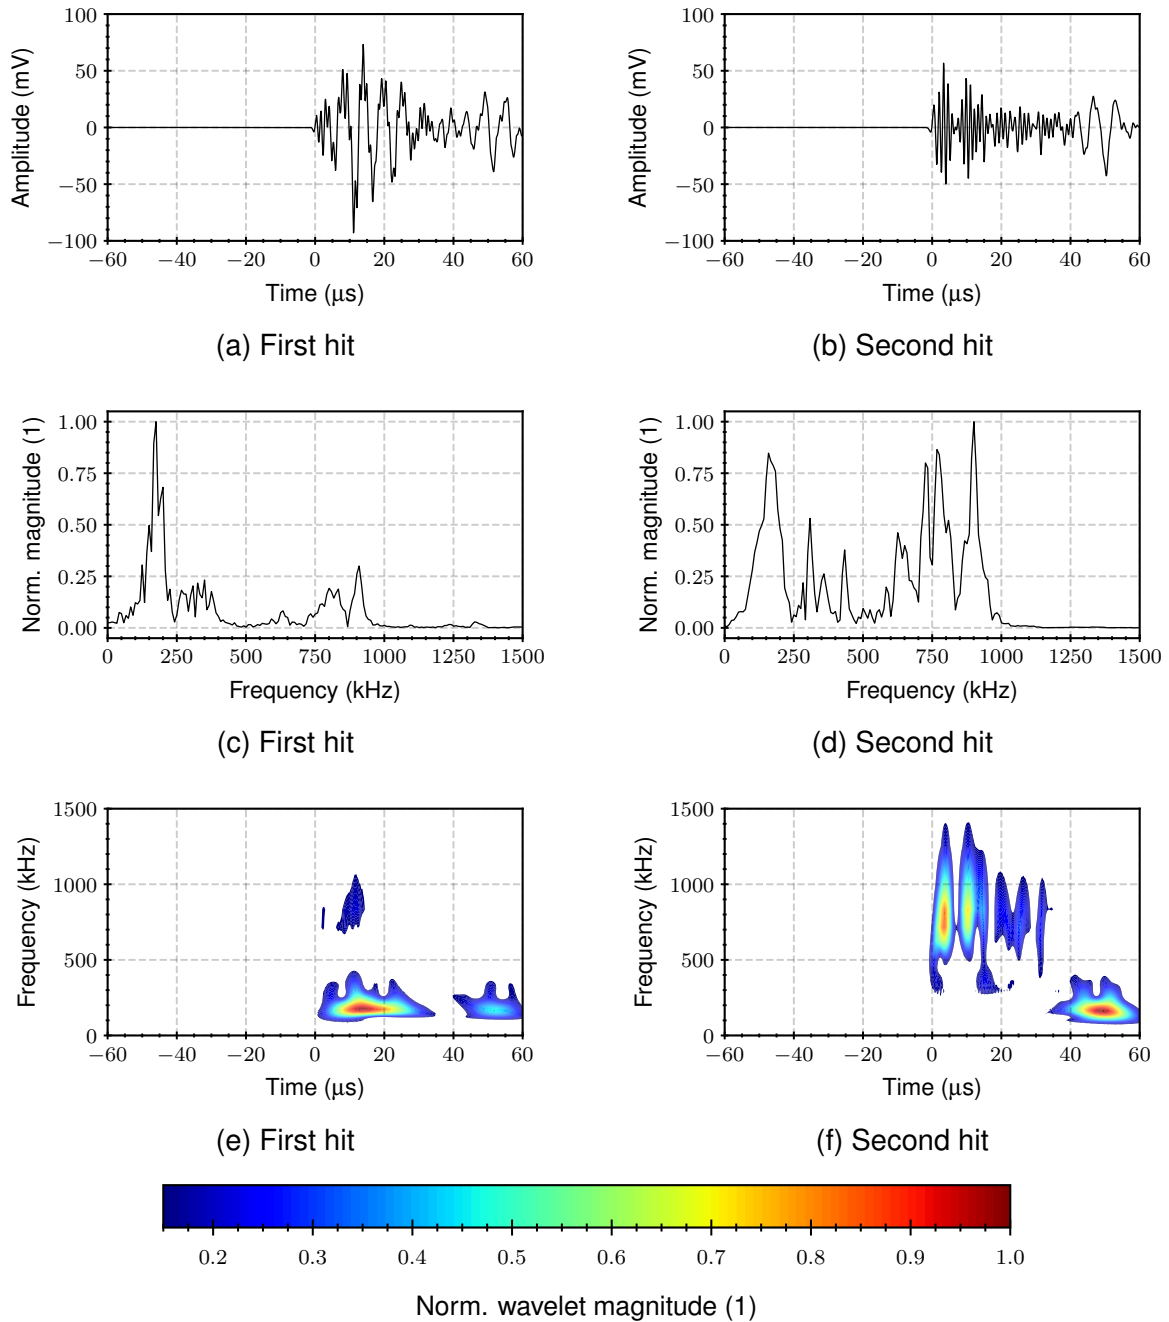 100
50
0
−50
−100
Amplitude (mV)
−60 −40 −20 0 20 40 60
Time (μs)
(a) First hit
100
50
0
−50
−100
Amplitude (mV)
−60 −40 −20 0 20 40 60
Time (μs)
(b) Second hit
1.00
0.75
0.50
0.25
0.00
Norm. magnitude (1)
0 250 500 750 1000 1250 1500
Frequency (kHz)
(c) First hit
1.00
0.75
0.50
0.25
0.00
Norm. magnitude (1)
0 250 500 750 1000 1250 1500
Frequency (kHz)
(d) Second hit
1500
1000
500
0
Frequency (kHz)
−60 −40 −20 0 20 40 60
Time (μs)
(e) First hit
1500
1000
500
0
Frequency (kHz)
−60 −40 −20 0 20 40 60
Time (μs)
(f) Second hit
0.2 0.3 0.4 0.5 0.6 0.7 0.8 0.9 1.0
Norm. wavelet magnitude (1)